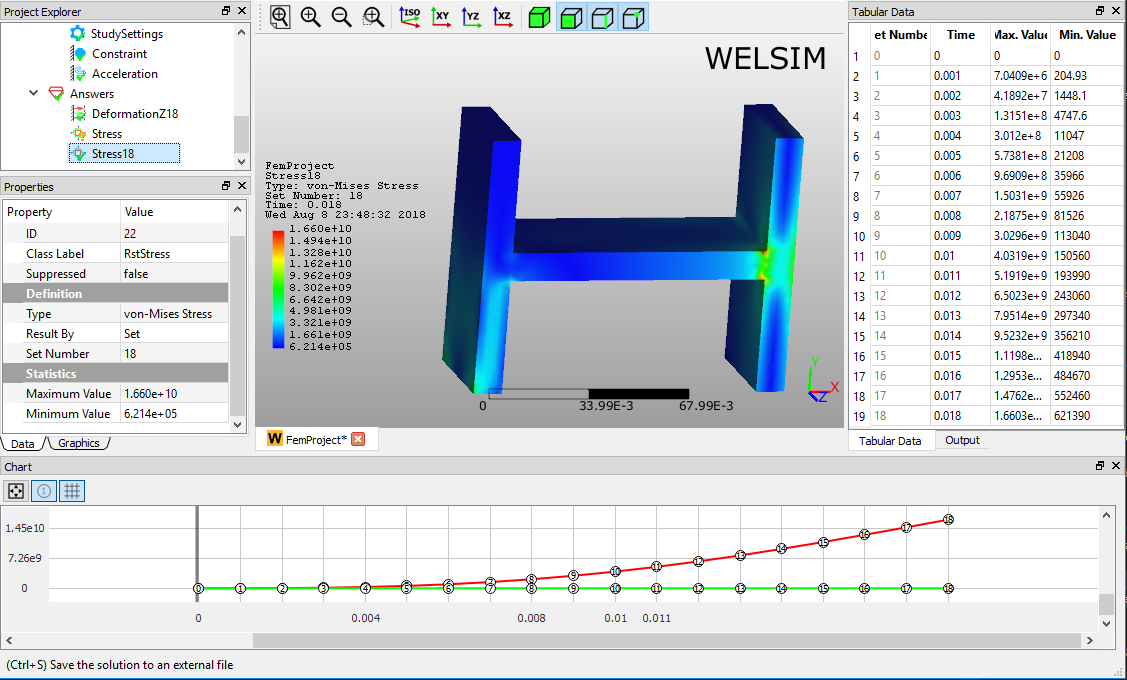 Project Explorer
StudySettings
Constraint
Acceleration
Answers
DeformationZ18
Stress
Stress18
Properties
Property Value
ID 22
Class Label RstStress
Suppressed false
Definition
Type von-Mises Stress
Result By Set
Set Number 18
Statistics
Maximum Value 1.660e+10
Minimum Value 6.214e+05
Data Graphics
ISO XY YZ XZ
WELSIM
FemProject
Stress18
Type: von-Mises Stress
Set Number: 18
Time: 0.018
Wed Aug 8 23:48:32 2018
1.660e+10
1.494e+10
1.328e+10
1.162e+10
9.962e+09
8.302e+09
6.642e+09
4.981e+09
3.321e+09
1.661e+09
6.214e+05
0 33.99E-3 67.99E-3
Y
X
Z
W FemProject*
Tabular Data
et Numbe Time Max. Value Min. Value
1 0 0 0 0
2 1 0.001 7.0409e+6 204.93
3 2 0.002 4.1892e+7 1448.1
4 3 0.003 1.3151e+8 4747.6
5 4 0.004 3.012e+8 11047
6 5 0.005 5.7381e+8 21208
7 6 0.006 9.6909e+8 35966
8 7 0.007 1.5031e+9 55926
9 8 0.008 2.1875e+9 81526
10 9 0.009 3.0296e+9 113040
11 10 0.01 4.0319e+9 150560
12 11 0.011 5.1919e+9 193990
13 12 0.012 6.5023e+9 243060
14 13 0.013 7.9514e+9 297340
15 14 0.014 9.5232e+9 356210
16 15 0.015 1.1198e... 418940
17 16 0.016 1.2953e... 484670
18 17 0.017 1.4762e... 552460
19 18 0.018 1.6603e... 621390
Tabular Data Output
Chart
1.45e10
7.26e9
0
7 8 9 10 11 12 13 14 15 16 17 18
0 1 2 3 4 5 6 7 8 9 10 11 12 13 14 15 16 17 18
0 0.004 0.008 0.01 0.011
(Ctrl+S) Save the solution to an external file